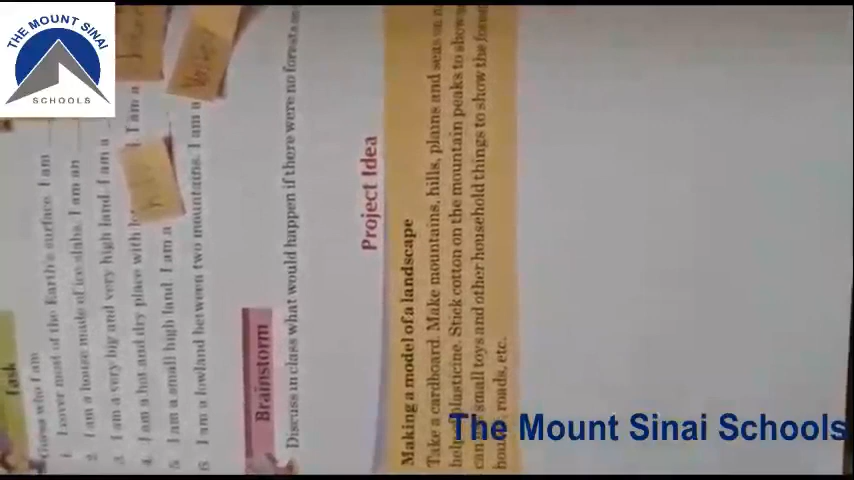 THE MOUNT SINAI
SCHOOLS
Task
Guess who I am
1. I cover most of the Earth's surface. I am
2. I am a house made of ice slabs. I am an
3. I am a very big and very high land. I am a
4. I am a hot and dry place with I am a
5. I am a small high land. I am a
6. I am a lowland between two mountains. I am a
Brainstorm
Discuss in class what would happen if there were no forests
Project Idea
Making a model of a landscape
Take a cardboard. Make mountains, hills, plains and seas
plasticine. Stick cotton on the mountain peaks to show
small toys and other household things to show the forest
roads, etc.
The Mount Sinai Schools